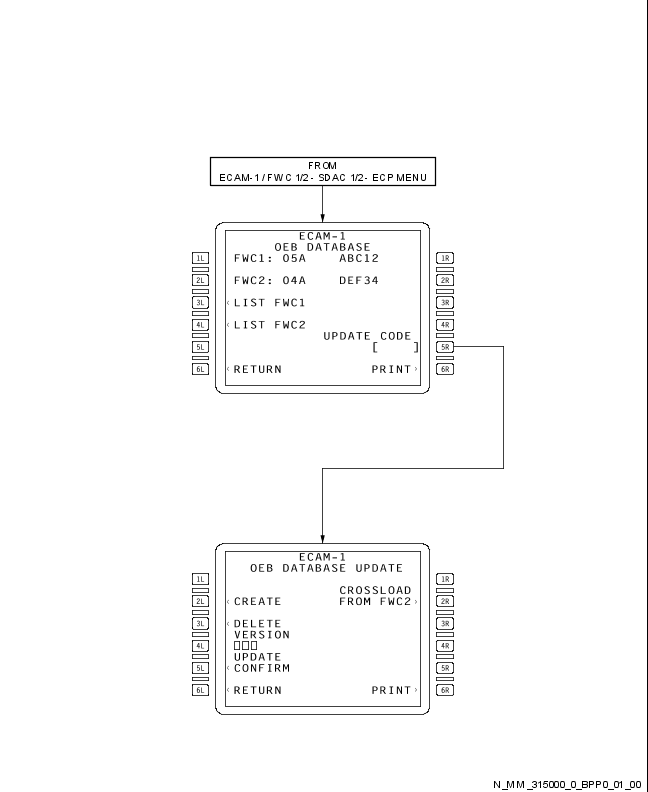 FROM
ECAM-1/FWC 1/2- SDAC 1/2- ECP MENU
ECAM-1
OEB DATABASE
1L FWC1: 05A ABC12 1R
2L FWC2: 04A DEF34 2R
3L <LIST FWC1 3R
4L <LIST FWC2 4R
UPDATE CODE
5L [ ] 5R
6L <RETURN PRINT> 6R
ECAM-1
OEB DATABASE UPDATE
1L 1R
CROSSLOAD
2L <CREATE FROM FWC2> 2R
3L <DELETE 3R
VERSION
4L □□□ 4R
UPDATE
5L <CONFIRM 5R
6L <RETURN PRINT> 6R
N_MM_315000_0_BPP0_01_00